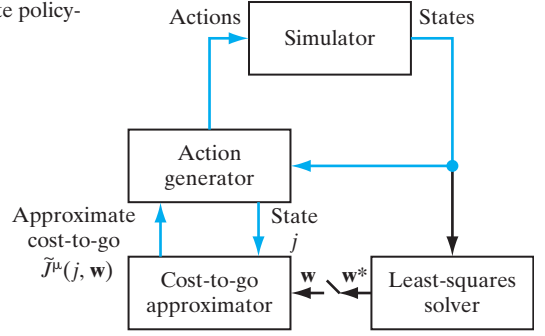 te policy-
Actions
States
Simulator
Action
generator
Approximate
cost-to-go
J̃^μ(j, w)
State
j
Cost-to-go
approximator
w
w*
Least-squares
solver